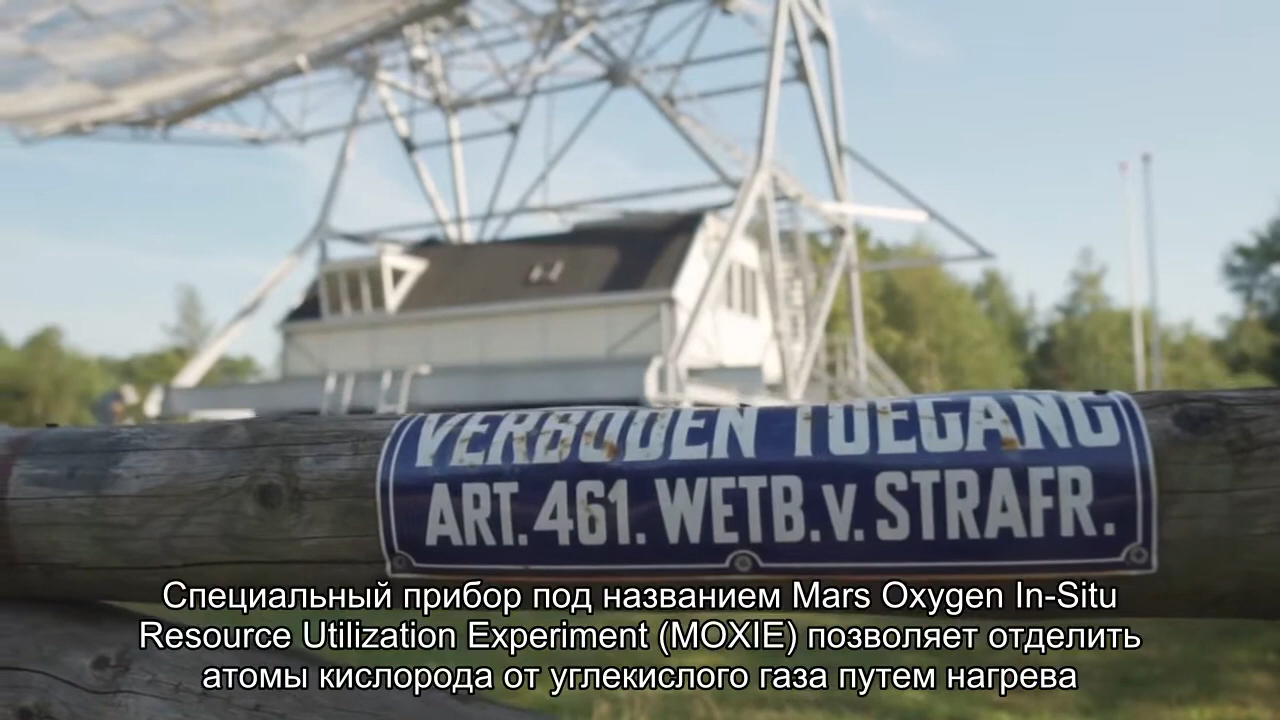 VERBODEN TOEGANG
ART. 461. WETB. V. STRAFR.
Специальный прибор под названием Mars Oxygen In-Situ
Resource Utilization Experiment (MOXIE) позволяет отделить
атомы кислорода от углекислого газа путем нагрева